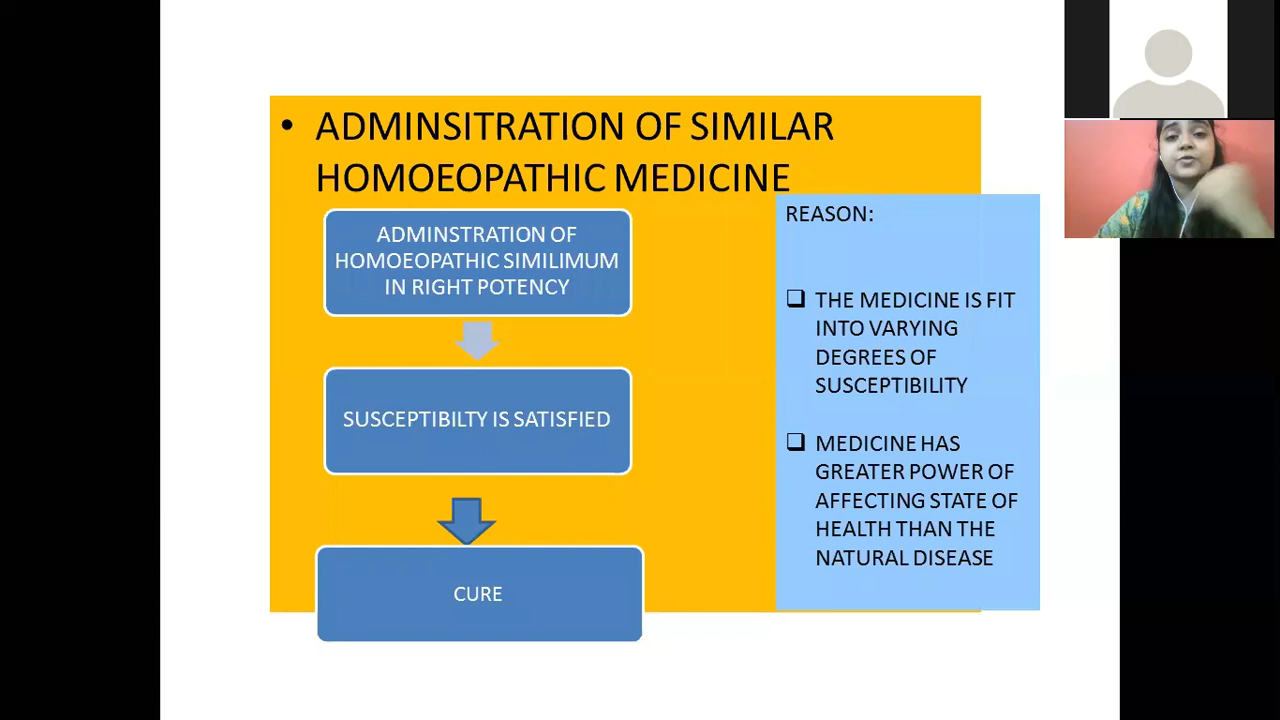 • ADMINSITRATION OF SIMILAR
HOMOEOPATHIC MEDICINE
ADMINSTRATION OF
HOMOEOPATHIC SIMILIMUM
IN RIGHT POTENCY
SUSCEPTIBILTY IS SATISFIED
CURE
REASON:
❑ THE MEDICINE IS FIT
INTO VARYING
DEGREES OF
SUSCEPTIBILITY
❑ MEDICINE HAS
GREATER POWER OF
AFFECTING STATE OF
HEALTH THAN THE
NATURAL DISEASE